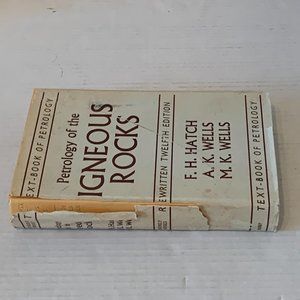 TEXT-BOOK OF PETROLOGY
Petrology of the
IGNEOUS
ROCKS
REWRITTEN TWELFTH EDITION
F. H. HATCH
A. K. WELLS
M. K. WELLS
TEXT-BOOK OF PETROLOGY